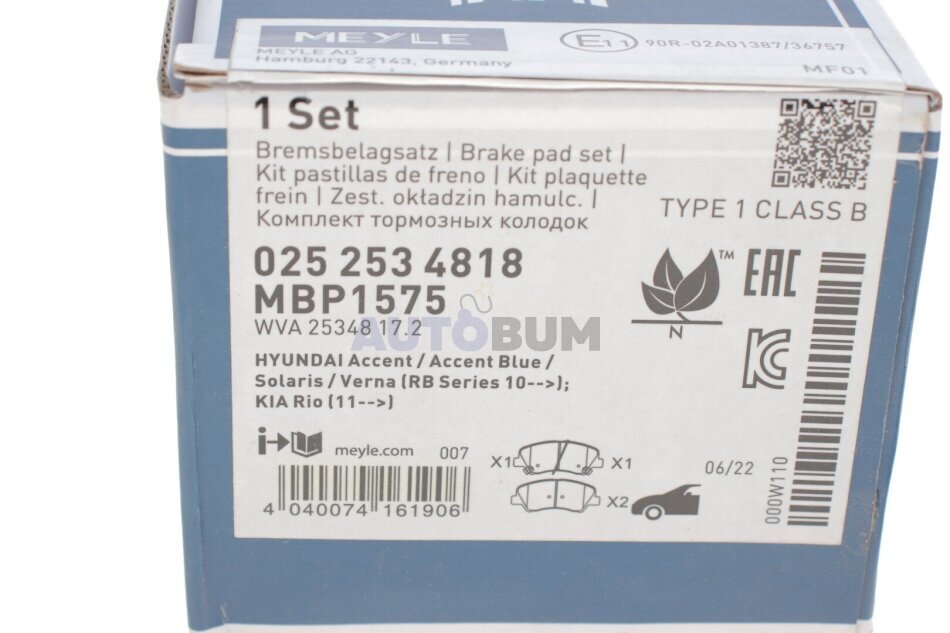 MEYLE
MEYLE AG
Hamburg 22143, Germany
E11 90R-02A01387/36757
MF01
1 Set
Bremsbelagsatz | Brake pad set |
Kit pastillas de freno | Kit plaquette
frein | Zest. okładzin hamulc. |
Комплект тормозных колодок
TYPE 1 CLASS B
025 253 4818
MBP1575
WVA 25348 17.2
AUTOBUM
HYUNDAI Accent / Accent Blue /
Solaris / Verna (RB Series 10-->);
KIA Rio (11-->)
TM
N
EAC
KC
i
meyle.com
007
X1
X1
X2
06/22
000W110
4 040074 161906